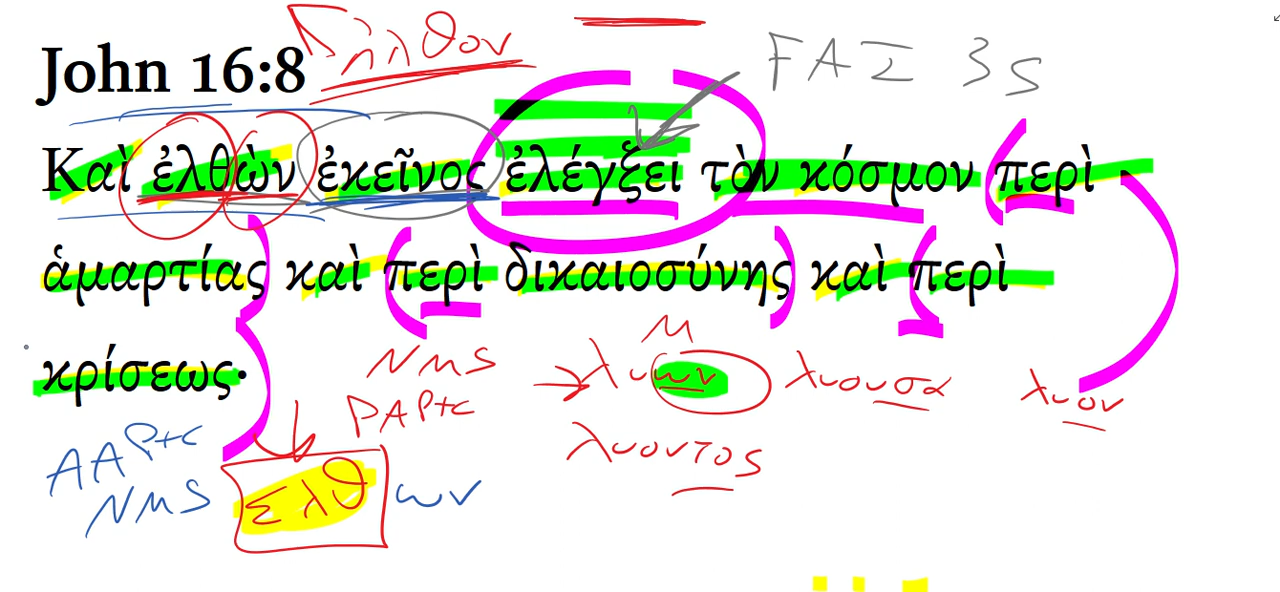 ἦλθον
John 16:8
FAI 3S
Καὶ ἐλθὼν ἐκεῖνος ἐλέγξει τὸν κόσμον περὶ
ἁμαρτίας καὶ περὶ δικαιοσύνης καὶ περὶ
κρίσεως·
M
NMS
λυων λυουσα λυον
PAPtc
λυοντος
AAPtc
NMS
ελθ ων